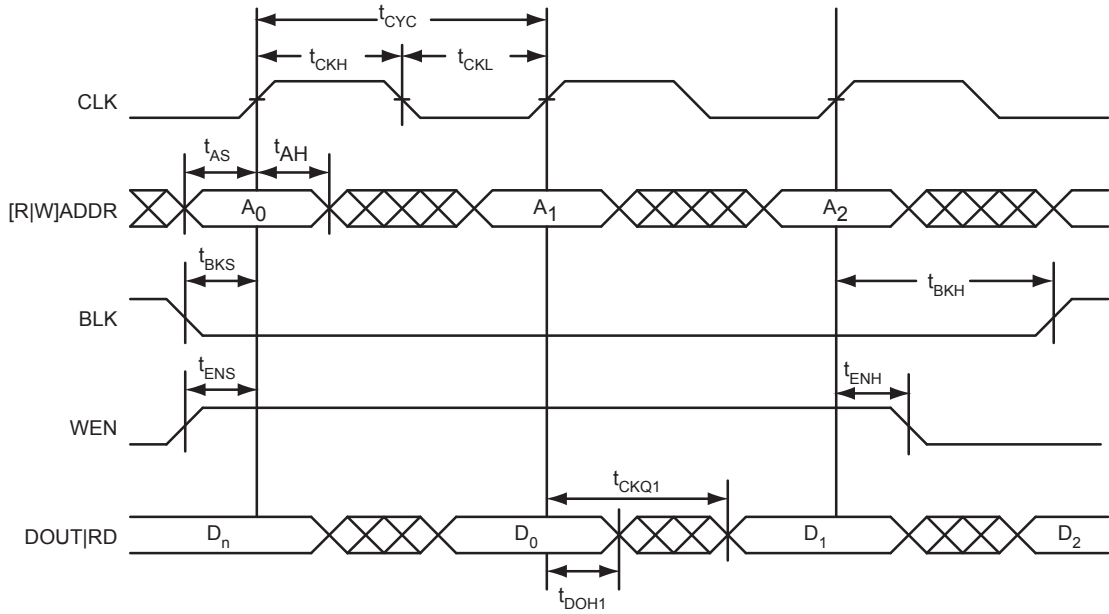 tCYC
tCKH tCKL
CLK
tAS tAH
[R|W]ADDR A0 A1 A2
tBKS tBKH
BLK
tENS tENH
WEN
tCKQ1
DOUT|RD Dn D0 D1 D2
tDOH1